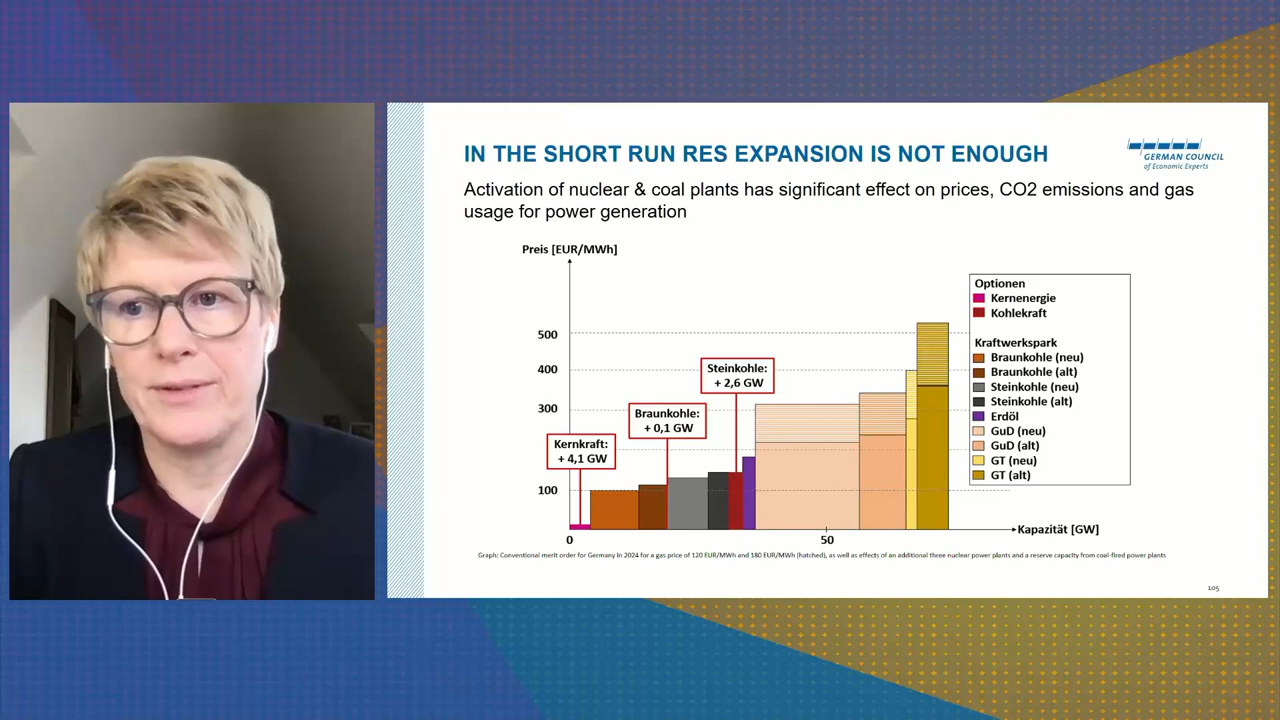 IN THE SHORT RUN RES EXPANSION IS NOT ENOUGH
GERMAN COUNCIL
of Economic Experts
Activation of nuclear & coal plants has significant effect on prices, CO2 emissions and gas
usage for power generation
Preis [EUR/MWh]
500
400
300
100
0
50
Kapazität [GW]
Kernkraft:
+ 4,1 GW
Braunkohle:
+ 0,1 GW
Steinkohle:
+ 2,6 GW
Optionen
Kernenergie
Kohlekraft
Kraftwerkspark
Braunkohle (neu)
Braunkohle (alt)
Steinkohle (neu)
Steinkohle (alt)
Erdöl
GuD (neu)
GuD (alt)
GT (neu)
GT (alt)
Graph: Conventional merit order for Germany in 2024 for a gas price of 120 EUR/MWh and 180 EUR/MWh (hatched), as well as effects of an additional three nuclear power plants and a reserve capacity from coal-fired power plants
105